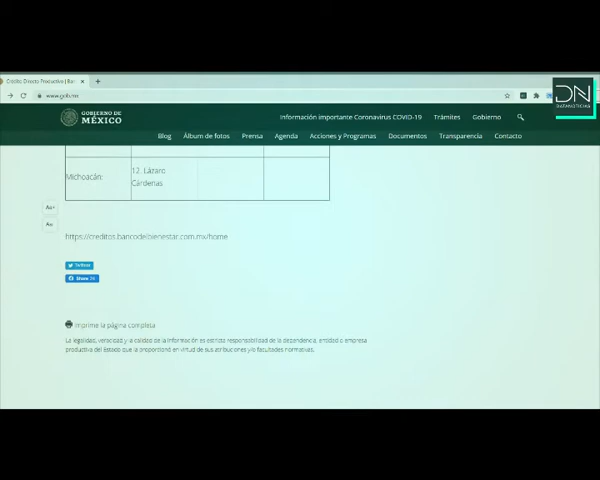 Crédito Directo Productivo | Ban
www.gob.mx
DN
DATANOTICIAS
GOBIERNO DE
MÉXICO
Información importante Coronavirus COVID-19 Trámites Gobierno
Blog Álbum de fotos Prensa Agenda Acciones y Programas Documentos Transparencia Contacto
Michoacán:
12. Lázaro
Cárdenas
https://creditos.bancodelbienestar.com.mx/home
Twittear
Share
Imprime la página completa
La legalidad, veracidad y la calidad de la información es estricta responsabilidad de la dependencia, entidad o empresa
productiva del Estado que la proporcionó en virtud de sus atribuciones y/o facultades normativas.